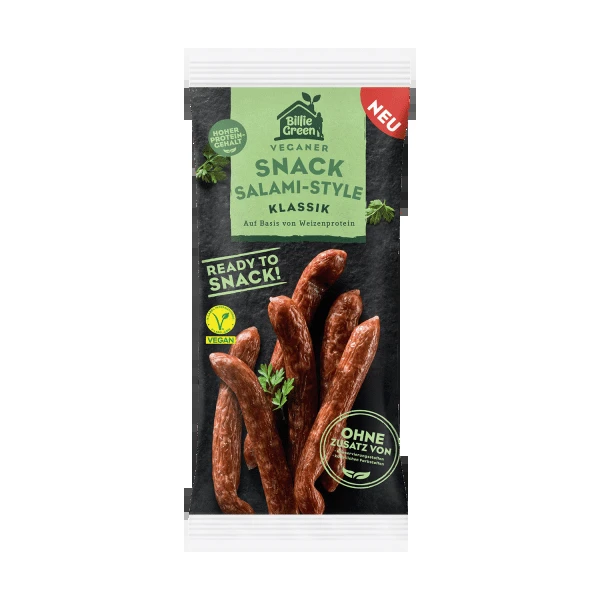 NEU
Billie
Green
HOHER
PROTEIN-
GEHALT
VEGANER
SNACK
SALAMI-STYLE
KLASSIK
Auf Basis von Weizenprotein
READY TO
SNACK!
VEGAN
OHNE
ZUSATZ VON